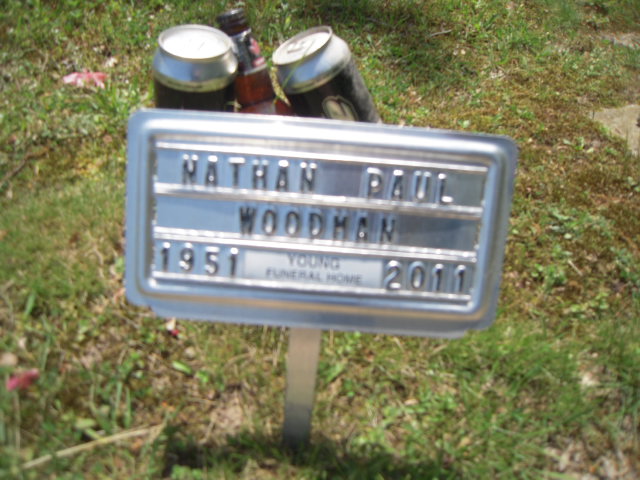 NATHAN PAUL
WOODMAN
1951 YOUNG 2011
FUNERAL HOME